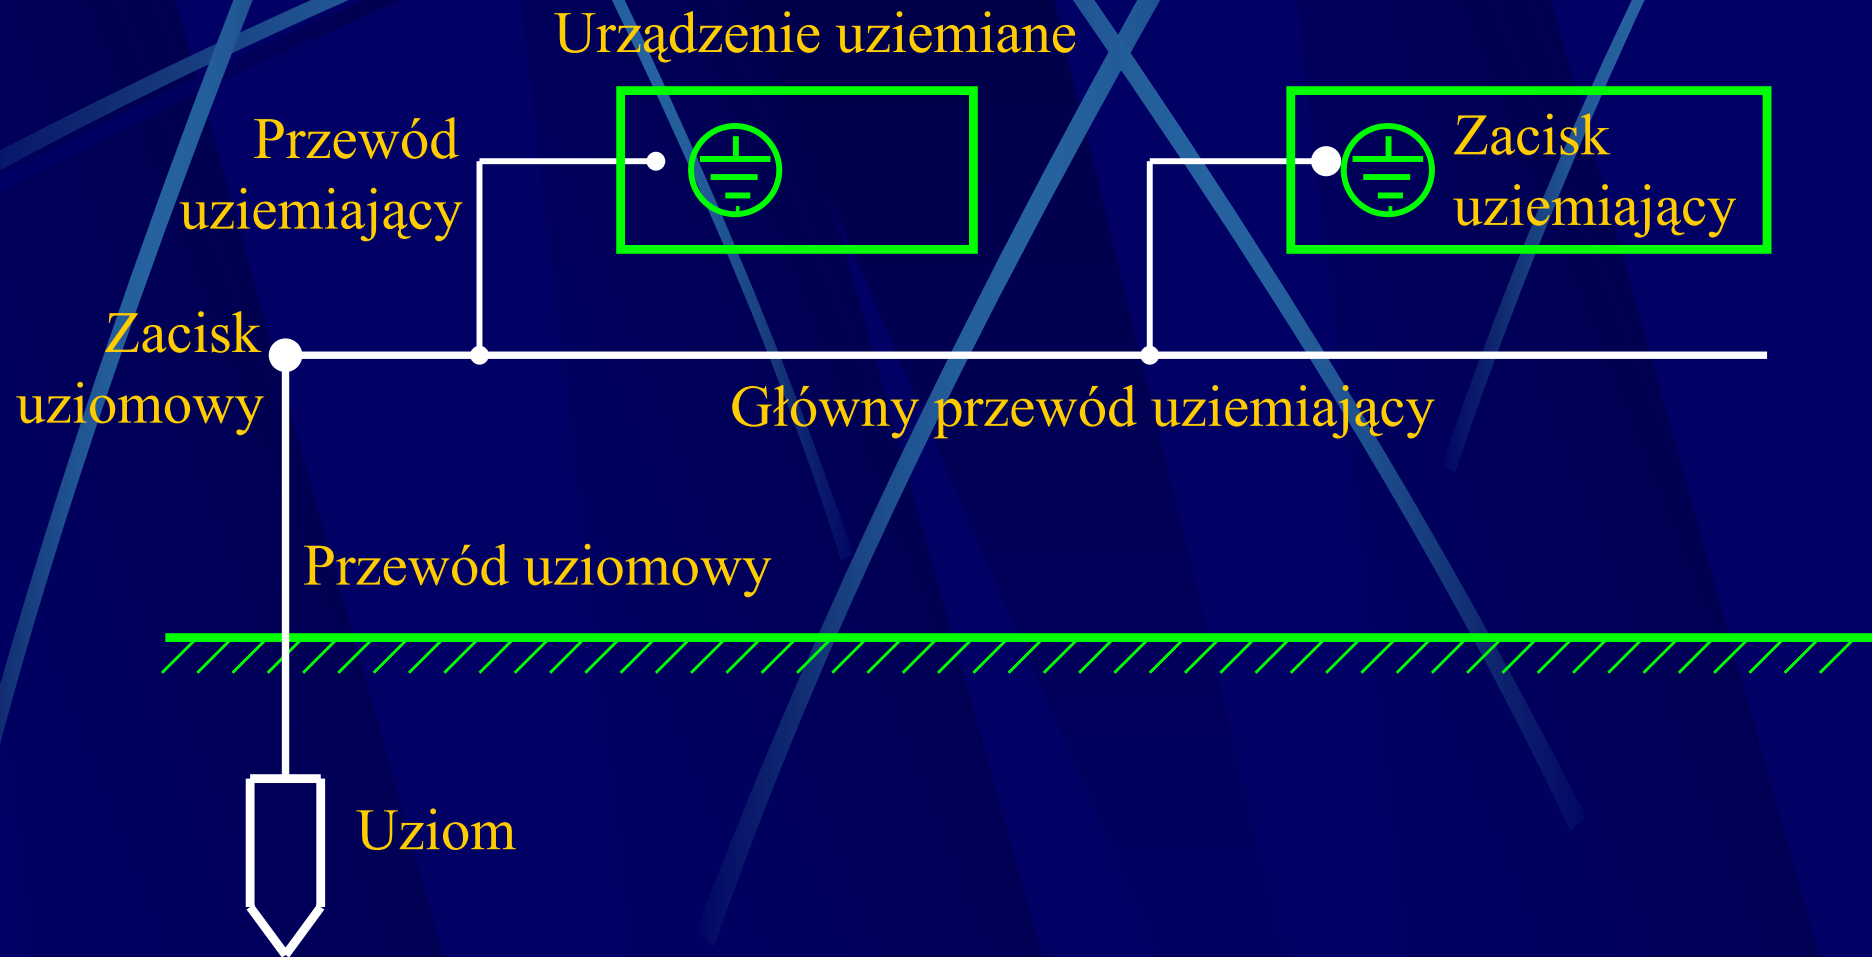 Urządzenie uziemiane
Przewód
uziemiający
Zacisk
uziemiający
Zacisk
uziomowy
Główny przewód uziemiający
Przewód uziomowy
Uziom